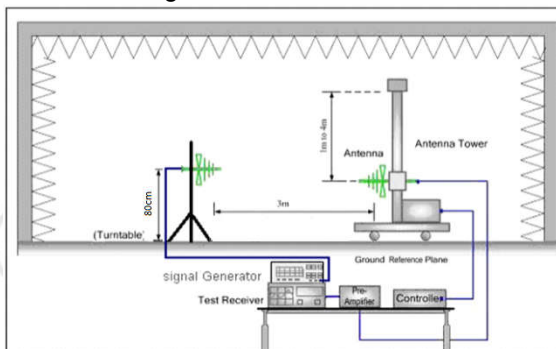 1m to 4m
Antenna
Antenna Tower
80cm
3m
(Turntable)
Ground Reference Plane
signal Generator
Test Receiver
Pre-
Amplifier
Controller